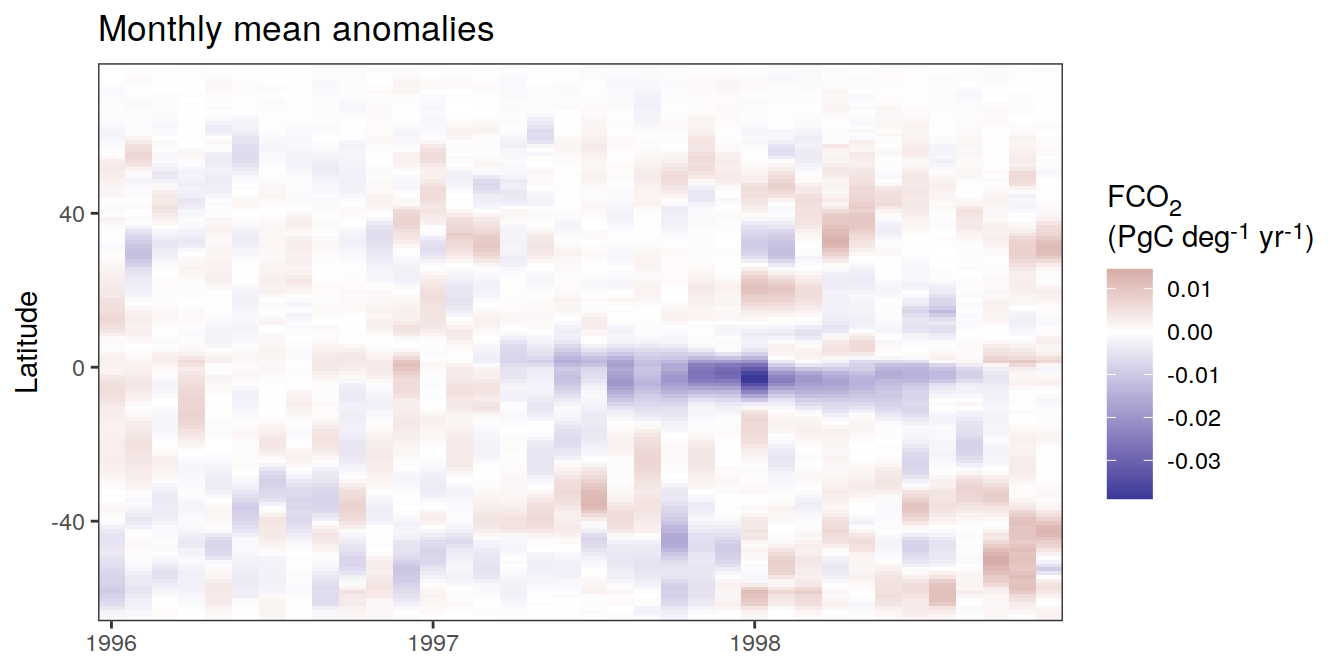 Monthly mean anomalies
Latitude
40
0
-40
1996
1997
1998
FCO₂
(PgC deg⁻¹ yr⁻¹)
0.01
0.00
-0.01
-0.02
-0.03